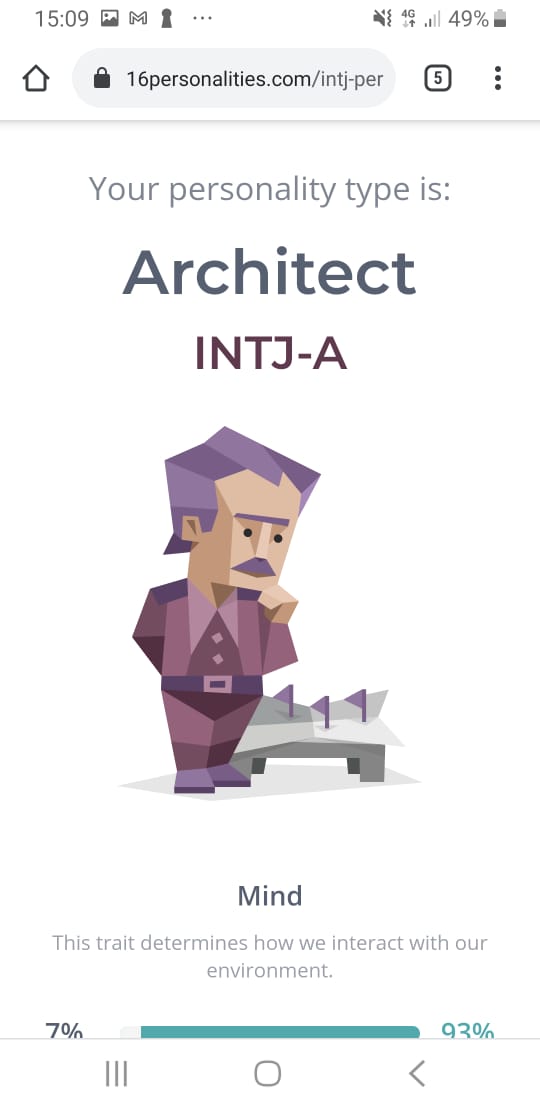 15:09
4G
49%
16personalities.com/intj-per
5
Your personality type is:
Architect
INTJ-A
Mind
This trait determines how we interact with our
environment.
7%
93%